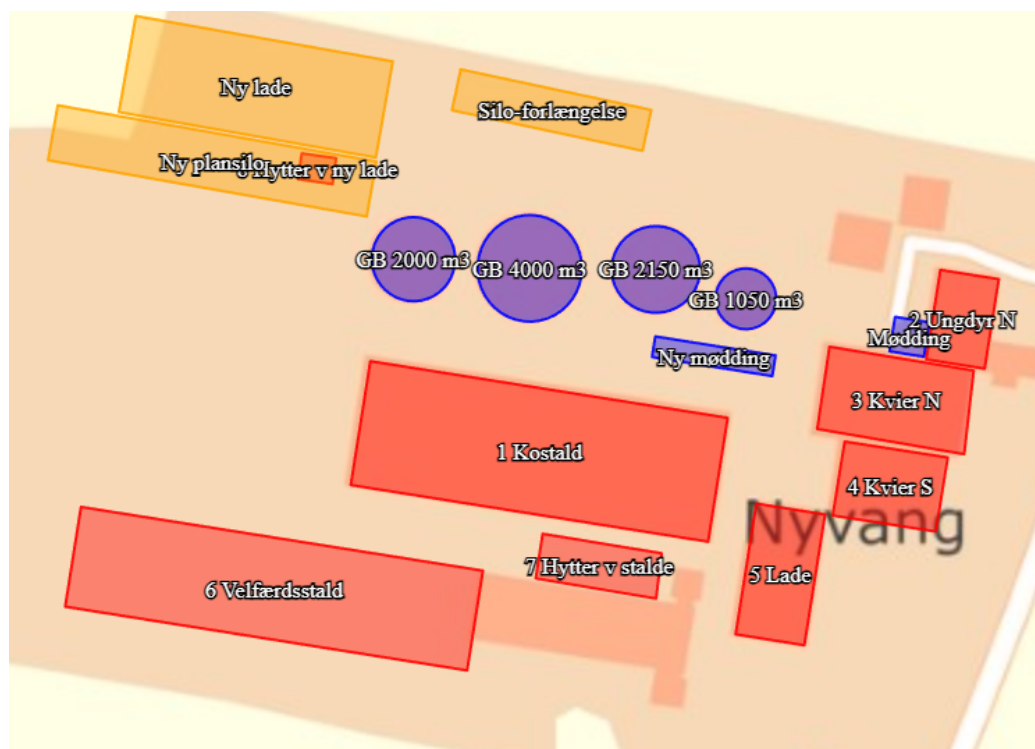 Ny lade
Silo-forlængelse
Ny plansilo
8 Hytter v ny lade
GB 2000 m3
GB 4000 m3
GB 2150 m3
GB 1050 m3
2 Ungdyr N
Mødding
Ny mødding
3 Kvier N
1 Kostald
4 Kvier S
Nyvang
7 Hytter v stalde
5 Lade
6 Velfærdsstald